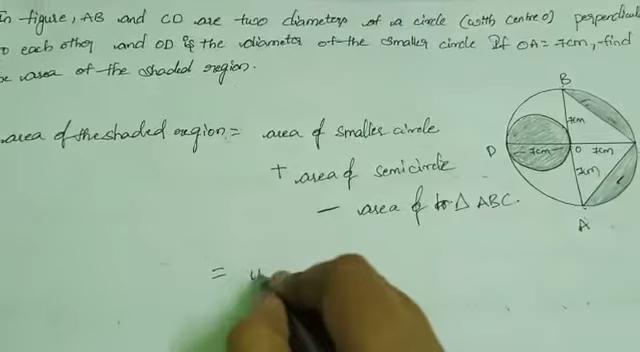 In figure, AB and CD are two diameters of a circle (with centre O) perpendicular
to each other and OD is the diameter of the smaller circle If OA = 7cm, find
the area of the shaded region.
area of the shaded region = area of smaller circle
+ area of semicircle
- area of Δ ABC.
=
B
7cm
D
7cm
O
7cm
7cm
A